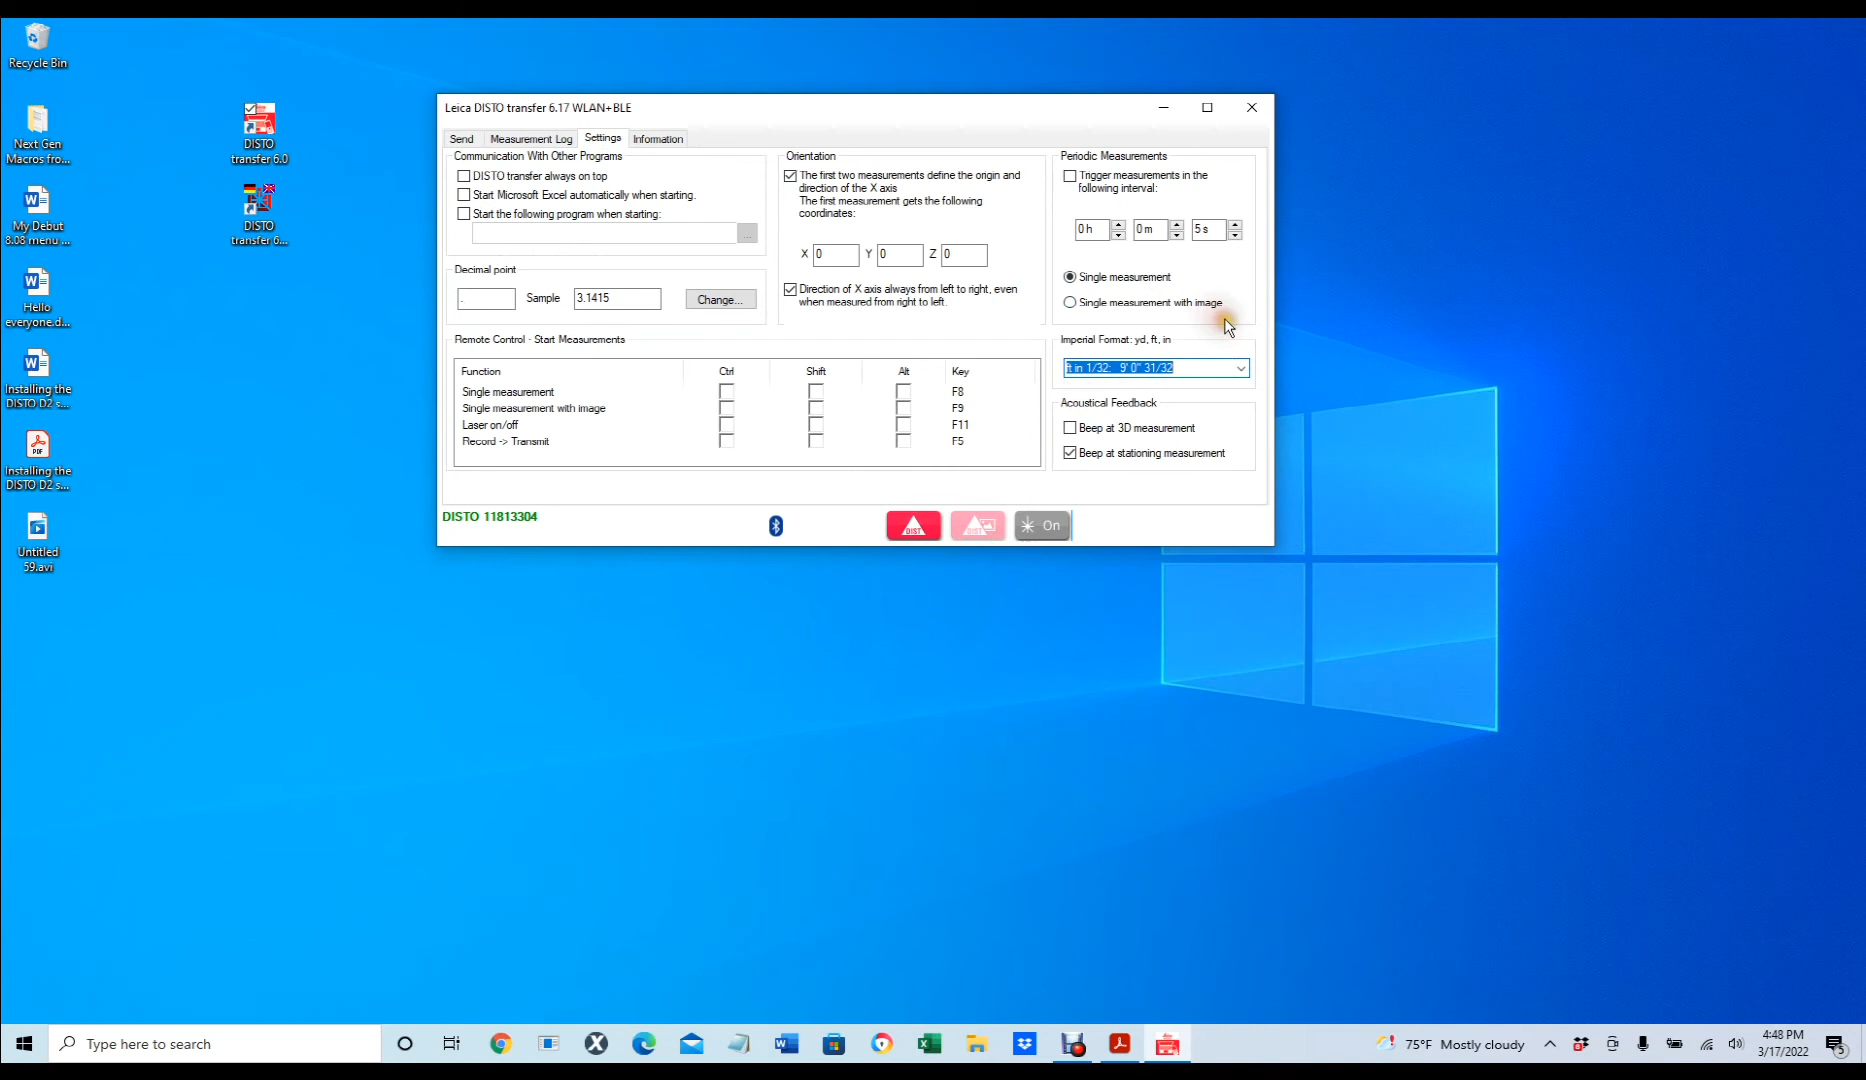 Recycle Bin
Next Gen
Macros fro...
My Debut
8.08 menu ...
Hello
everyone.d...
Installing the
DISTO D2 s...
PDF
Installing the
DISTO D2 s...
Untitled
59.avi
DISTO
transfer 6.0
DISTO
transfer 6...
Leica DISTO transfer 6.17 WLAN+BLE
Send
Measurement Log
Settings
Information
Communication With Other Programs
DISTO transfer always on top
Start Microsoft Excel automatically when starting.
Start the following program when starting:
...
Decimal point
.
Sample
3.1415
Change...
Orientation
The first two measurements define the origin and
direction of the X axis
The first measurement gets the following
coordinates:
X 0 Y 0 Z 0
Direction of X axis always from left to right, even
when measured from right to left.
Periodic Measurements
Trigger measurements in the
following interval:
0 h 0 m 5 s
Single measurement
Single measurement with image
Remote Control - Start Measurements
Function Ctrl Shift Alt Key
Single measurement F8
Single measurement with image F9
Laser on/off F11
Record -> Transmit F5
Imperial Format: yd, ft, in
ft in 1/32: 9' 0" 31/32
Acoustical Feedback
Beep at 3D measurement
Beep at stationing measurement
DISTO 11813304
DIST
DIST
On
Type here to search
75°F Mostly cloudy
4:48 PM
3/17/2022
5